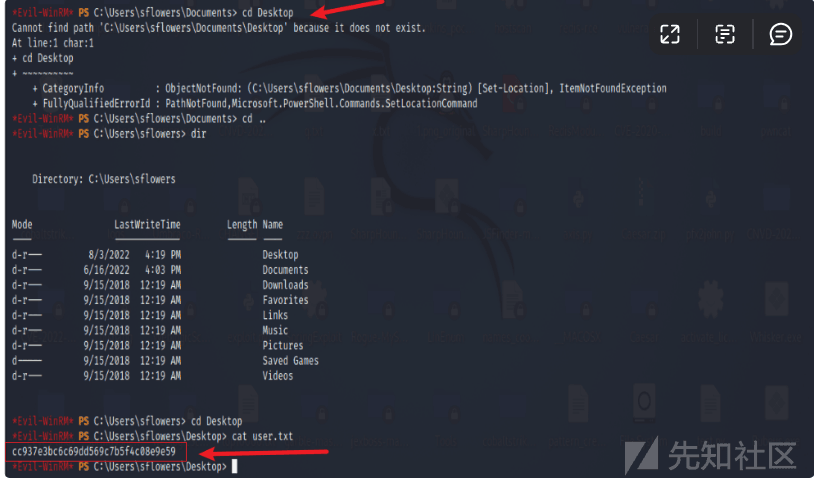 *Evil-WinRM* PS C:\Users\sflowers\Documents> cd Desktop
Cannot find path 'C:\Users\sflowers\Documents\Desktop' because it does not exist.
At line:1 char:1
+ cd Desktop
+ ~~~~~~~~~~
+ CategoryInfo : ObjectNotFound: (C:\Users\sflowers\Documents\Desktop:String) [Set-Location], ItemNotFoundException
+ FullyQualifiedErrorId : PathNotFound,Microsoft.PowerShell.Commands.SetLocationCommand
*Evil-WinRM* PS C:\Users\sflowers\Documents> cd ..
*Evil-WinRM* PS C:\Users\sflowers> dir
Directory: C:\Users\sflowers
Mode LastWriteTime Length Name
---- ------------- ------ ----
d-r--- 8/3/2022 4:19 PM Desktop
d-r--- 6/16/2022 4:03 PM Documents
d-r--- 9/15/2018 12:19 AM Downloads
d-r--- 9/15/2018 12:19 AM Favorites
d-r--- 9/15/2018 12:19 AM Links
d-r--- 9/15/2018 12:19 AM Music
d-r--- 9/15/2018 12:19 AM Pictures
d----- 9/15/2018 12:19 AM Saved Games
d-r--- 9/15/2018 12:19 AM Videos
*Evil-WinRM* PS C:\Users\sflowers> cd Desktop
*Evil-WinRM* PS C:\Users\sflowers\Desktop> cat user.txt
cc937e3bc6c69dd569c7b5f4c08e9e59
*Evil-WinRM* PS C:\Users\sflowers\Desktop>
先知社区